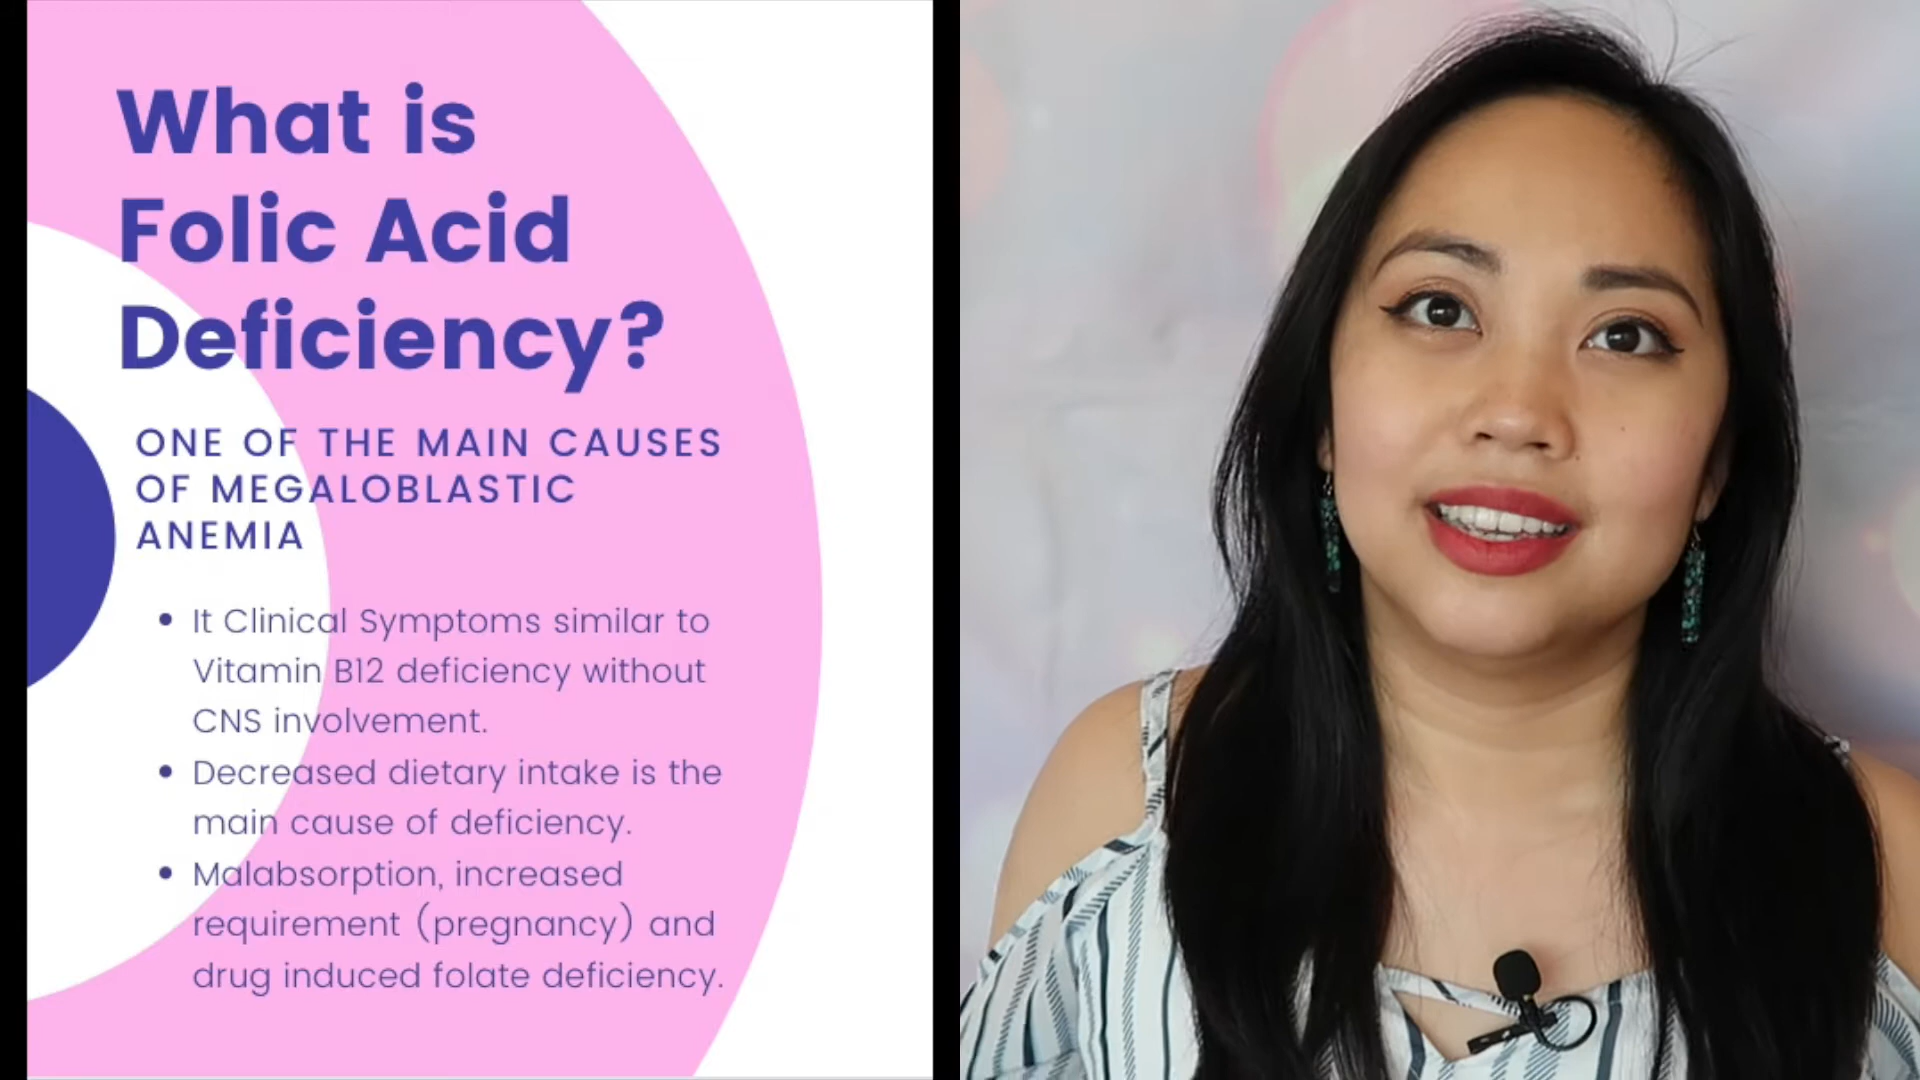 What is
Folic Acid
Deficiency?
ONE OF THE MAIN CAUSES
OF MEGALOBLASTIC
ANEMIA
• It Clinical Symptoms similar to
Vitamin B12 deficiency without
CNS involvement.
• Decreased dietary intake is the
main cause of deficiency.
• Malabsorption, increased
requirement (pregnancy) and
drug induced folate deficiency.